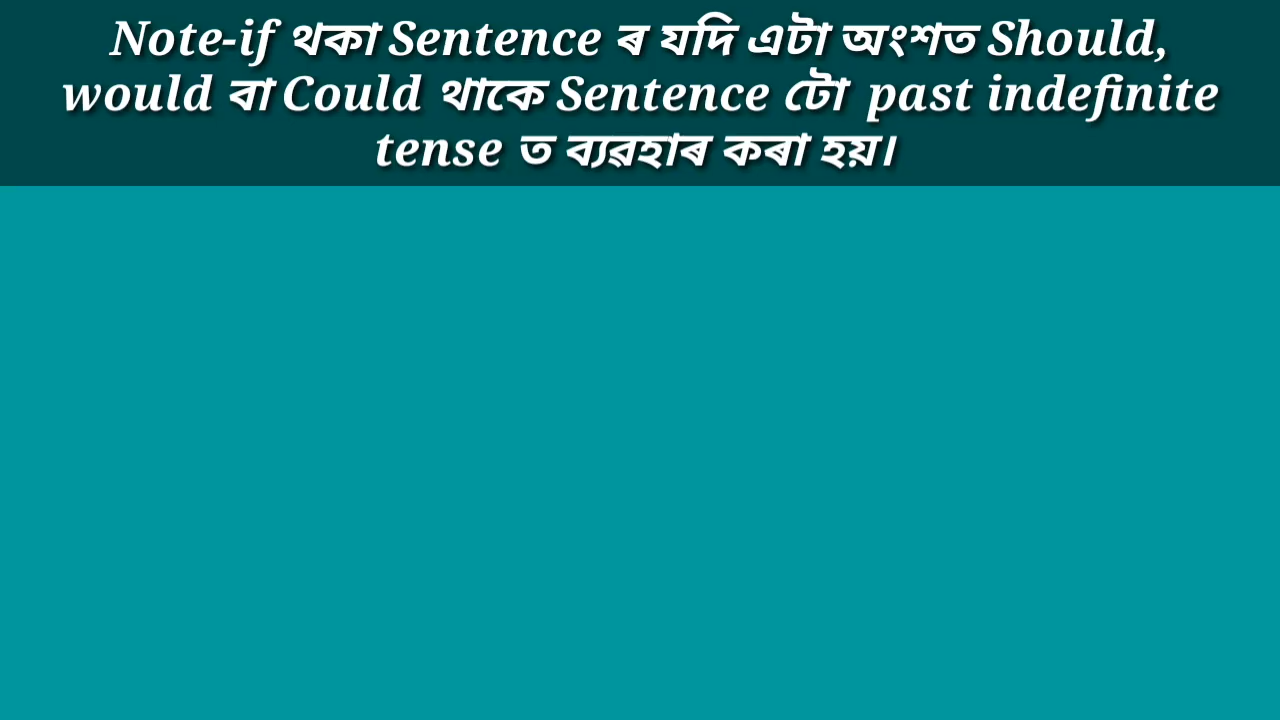 Note-if থকা Sentence ৰ যদি এটা অংশত Should,
would বা Could থাকে Sentence টো past indefinite
tense ত ব্যৱহাৰ কৰা হয়।